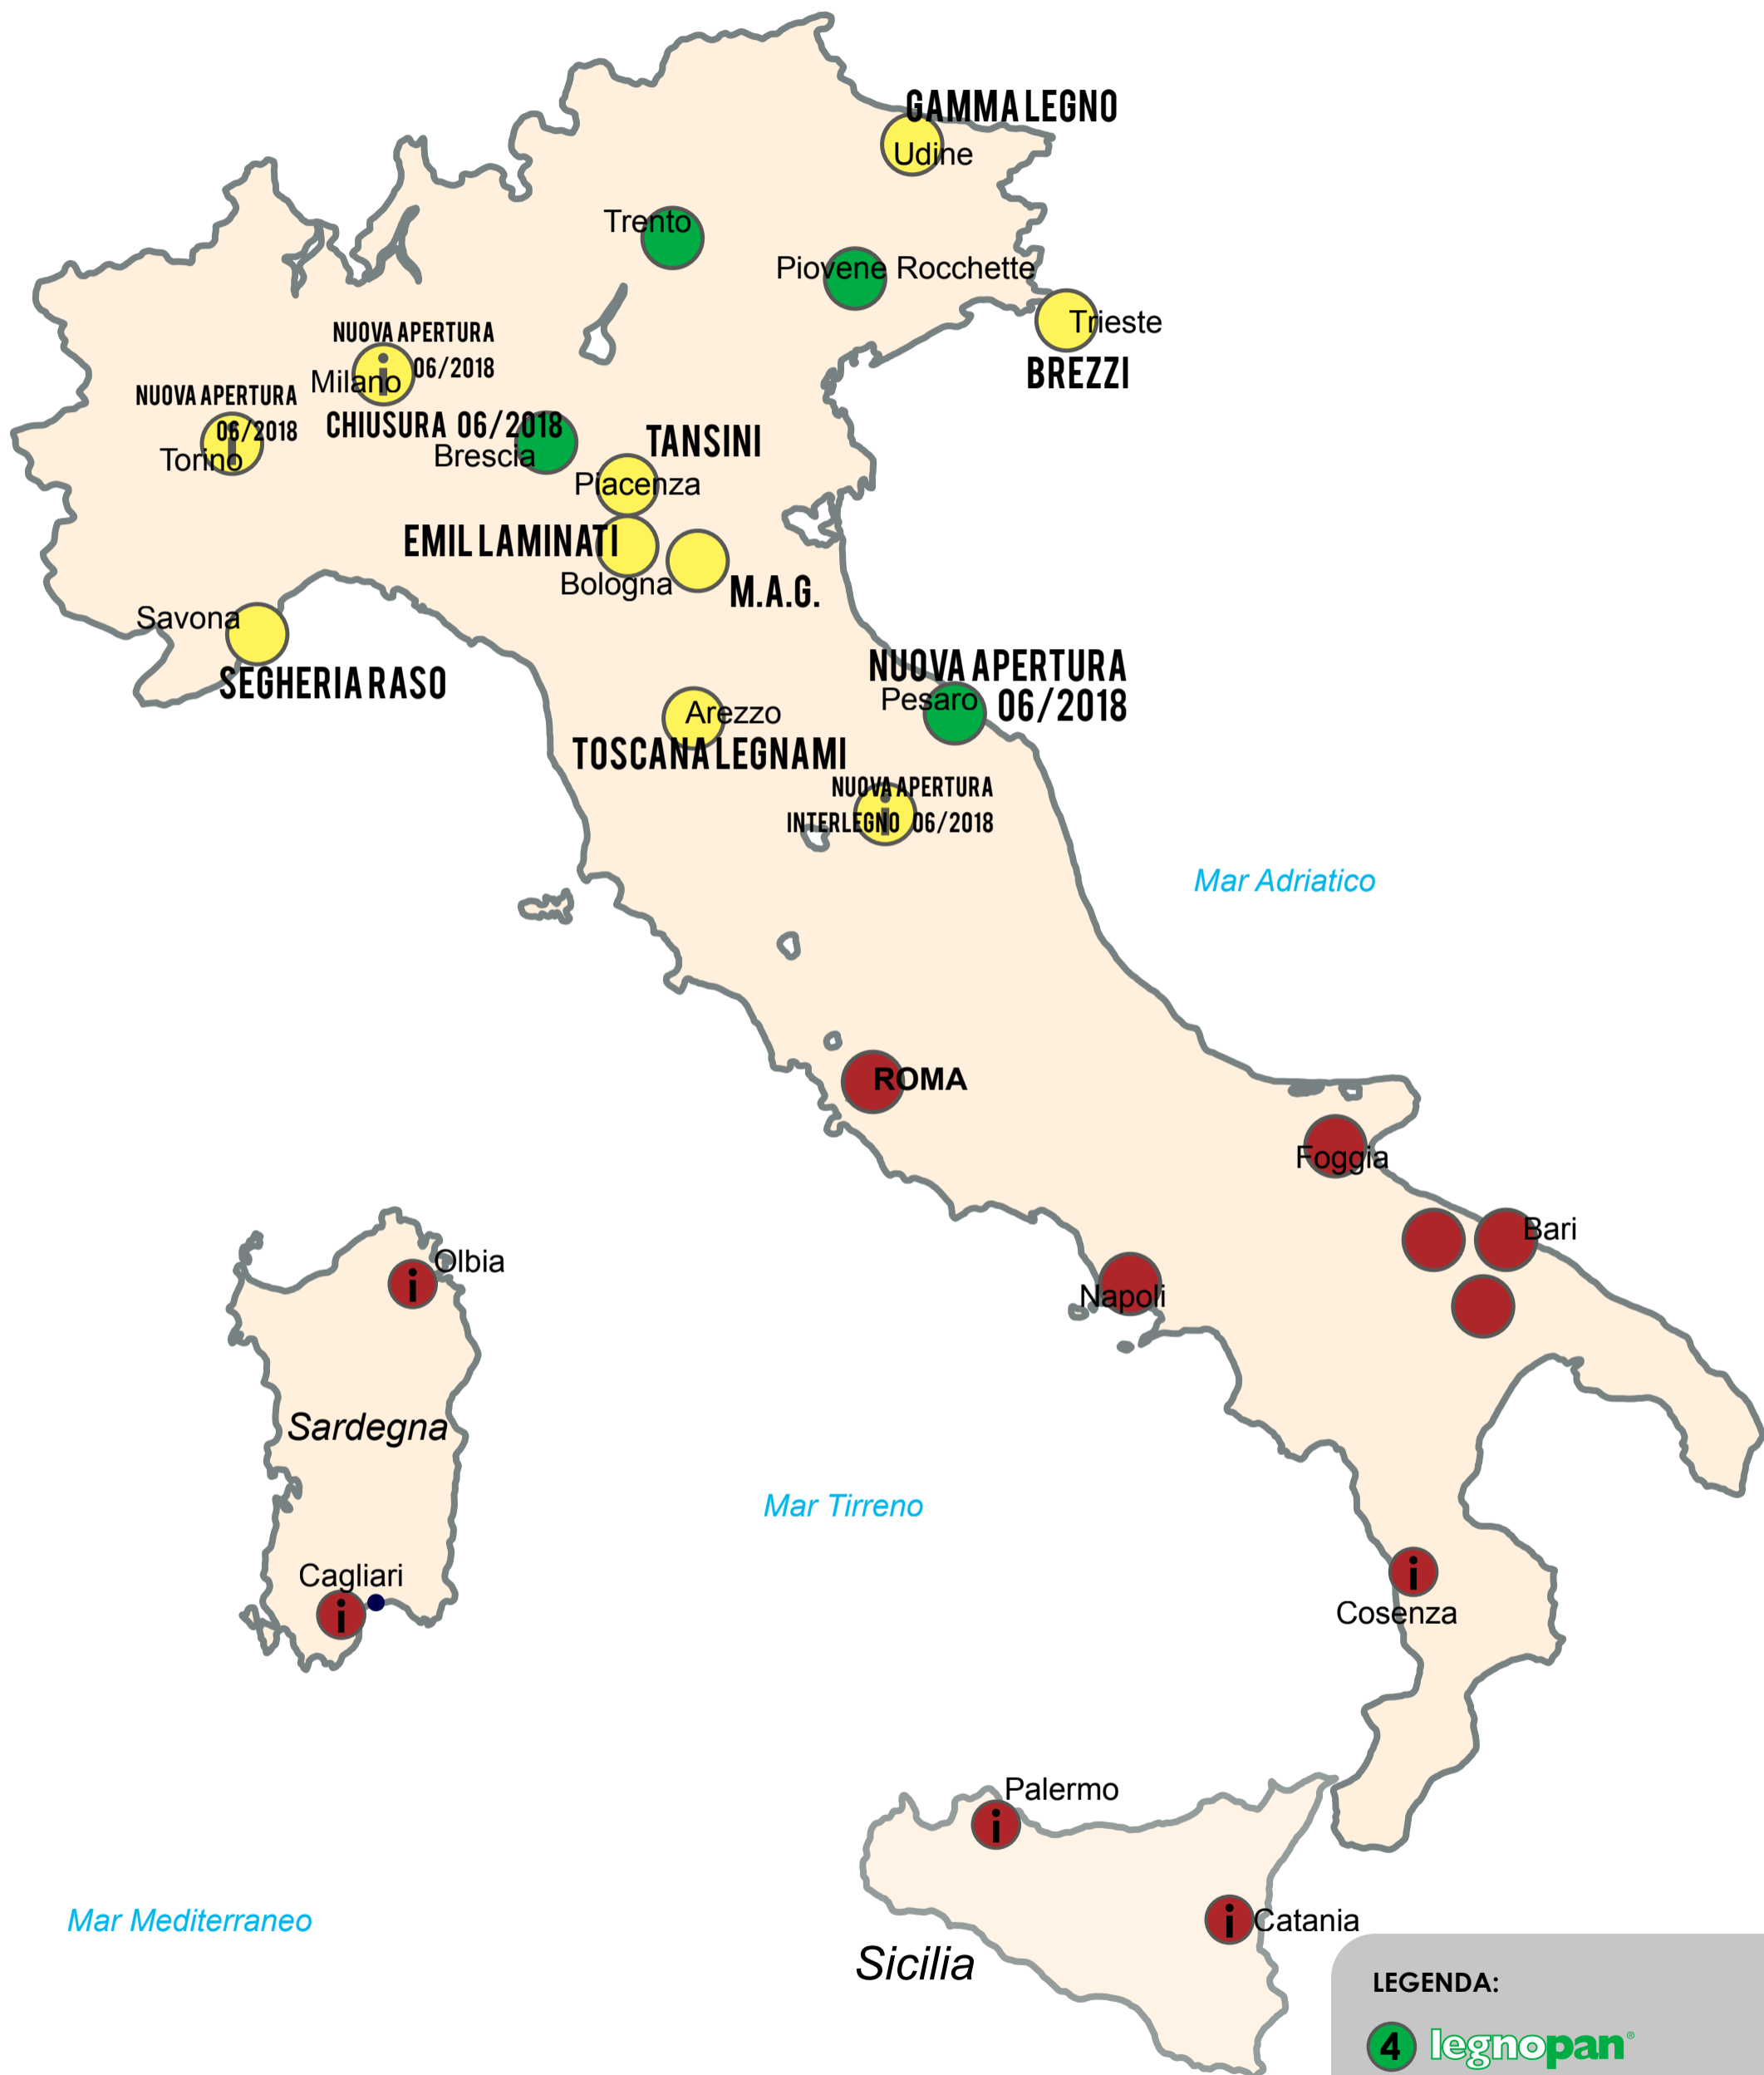 GAMMA LEGNO
Udine
Trento
Piovene Rocchette
Trieste
BREZZI
NUOVA APERTURA
06/2018
i
Milano
NUOVA APERTURA
06/2018
i
Torino
CHIUSURA 06/2018
Brescia
TANSINI
Piacenza
EMIL LAMINATI
Bologna
M.A.G.
Savona
SEGHERIA RASO
NUOVA APERTURA
Pesaro
06/2018
Arezzo
TOSCANA LEGNAMI
NUOVA APERTURA
i
INTERLEGNO 06/2018
Mar Adriatico
ROMA
Foggia
Bari
Olbia
i
Napoli
Sardegna
Mar Tirreno
Cagliari
i
i
Cosenza
Palermo
i
Mar Mediterraneo
i
Catania
Sicilia
LEGENDA:
4 legnopan®